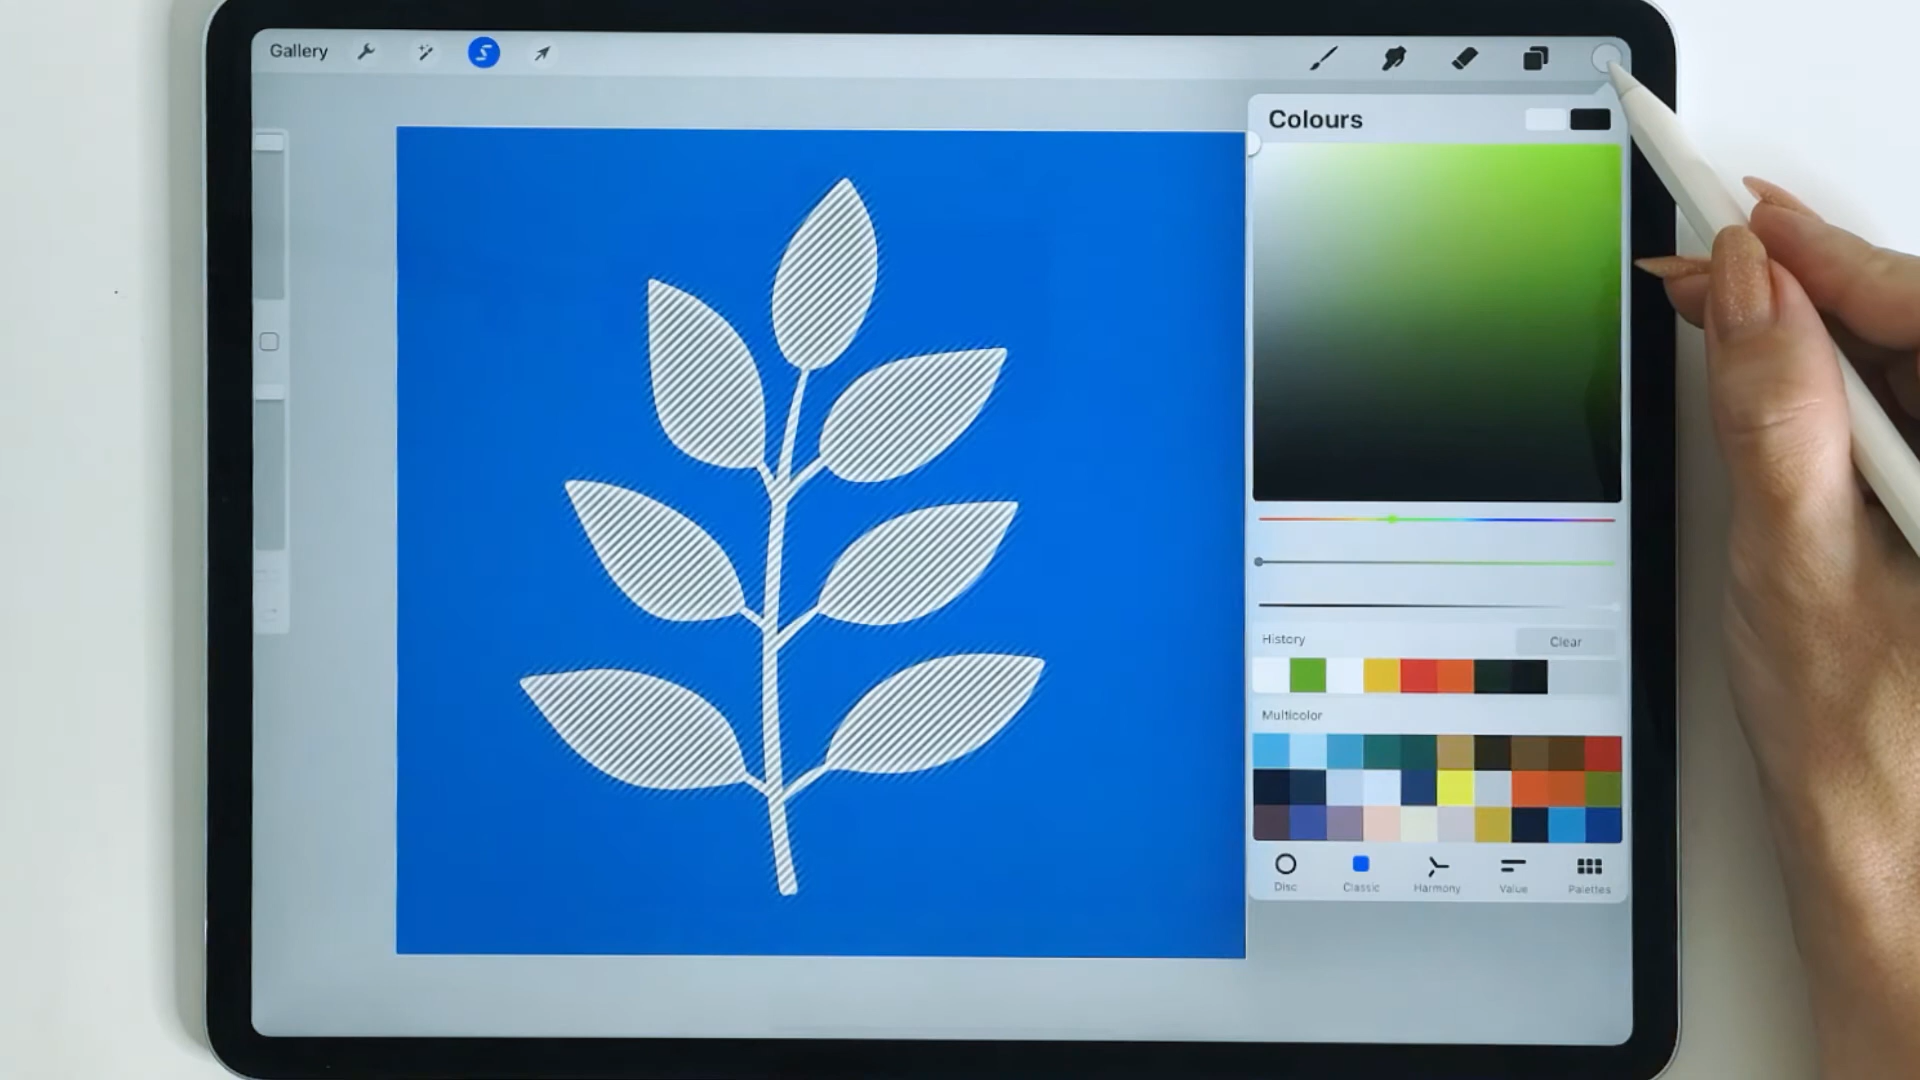 Gallery
Colours
History
Clear
Multicolor
Disc
Classic
Harmony
Value
Palettes